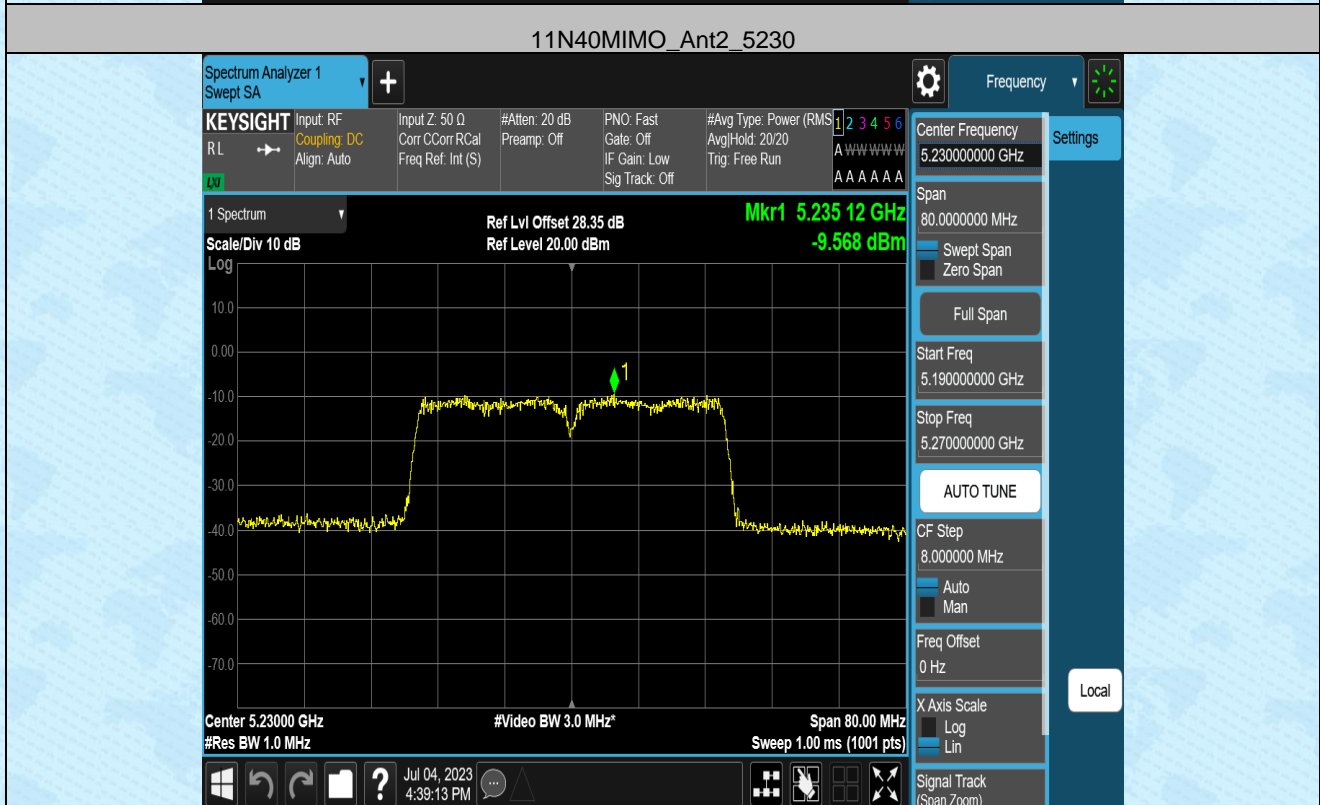 11N40MIMO_Ant2_5230
Spectrum Analyzer 1
Swept SA
+
Frequency
KEYSIGHT
R L
LXI
Input: RF
Coupling: DC
Align: Auto
Input Z: 50 Ω
Corr CCorr RCal
Freq Ref: Int (S)
#Atten: 20 dB
Preamp: Off
PNO: Fast
Gate: Off
IF Gain: Low
Sig Track: Off
#Avg Type: Power (RMS
Avg|Hold: 20/20
Trig: Free Run
1 2 3 4 5 6
A W W W W W
A A A A A A
Center Frequency
5.230000000 GHz
Settings
Span
80.0000000 MHz
Swept Span
Zero Span
Full Span
Start Freq
5.190000000 GHz
Stop Freq
5.270000000 GHz
AUTO TUNE
CF Step
8.000000 MHz
Auto
Man
Freq Offset
0 Hz
X Axis Scale
Log
Lin
Signal Track
(Span Zoom)
Local
1 Spectrum
Scale/Div 10 dB
Log
Ref Lvl Offset 28.35 dB
Ref Level 20.00 dBm
Mkr1 5.235 12 GHz
-9.568 dBm
10.0
0.00
1
-10.0
-20.0
-30.0
-40.0
-50.0
-60.0
-70.0
Center 5.23000 GHz
#Res BW 1.0 MHz
#Video BW 3.0 MHz*
Span 80.00 MHz
Sweep 1.00 ms (1001 pts)
?
Jul 04, 2023
4:39:13 PM